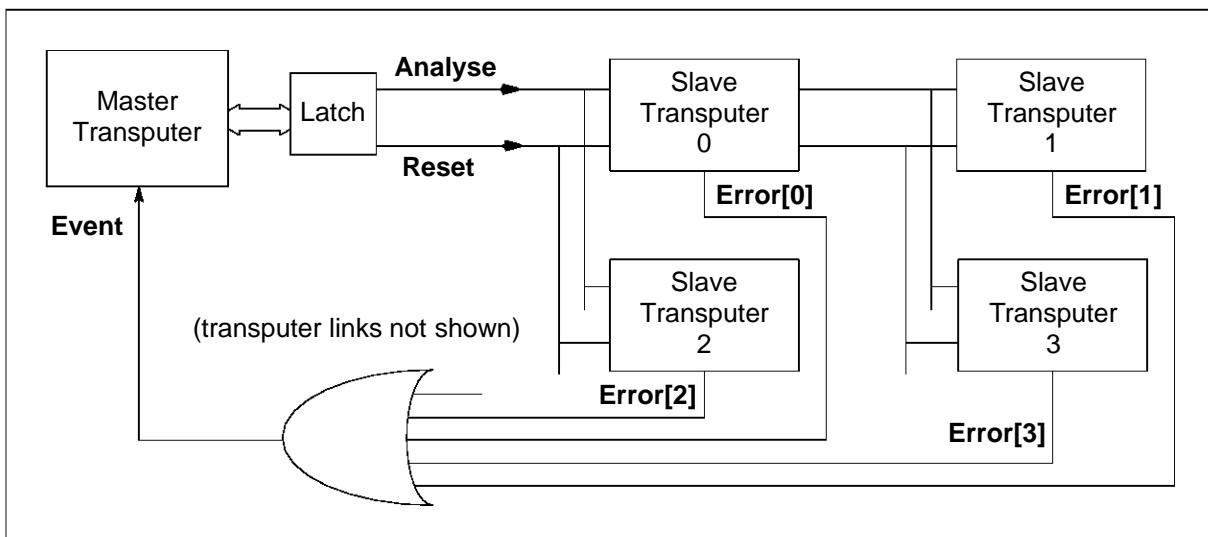 Master
Transputer
Latch
Analyse
Reset
Slave
Transputer
0
Slave
Transputer
1
Error[0]
Error[1]
Event
Slave
Transputer
2
Slave
Transputer
3
(transputer links not shown)
Error[2]
Error[3]